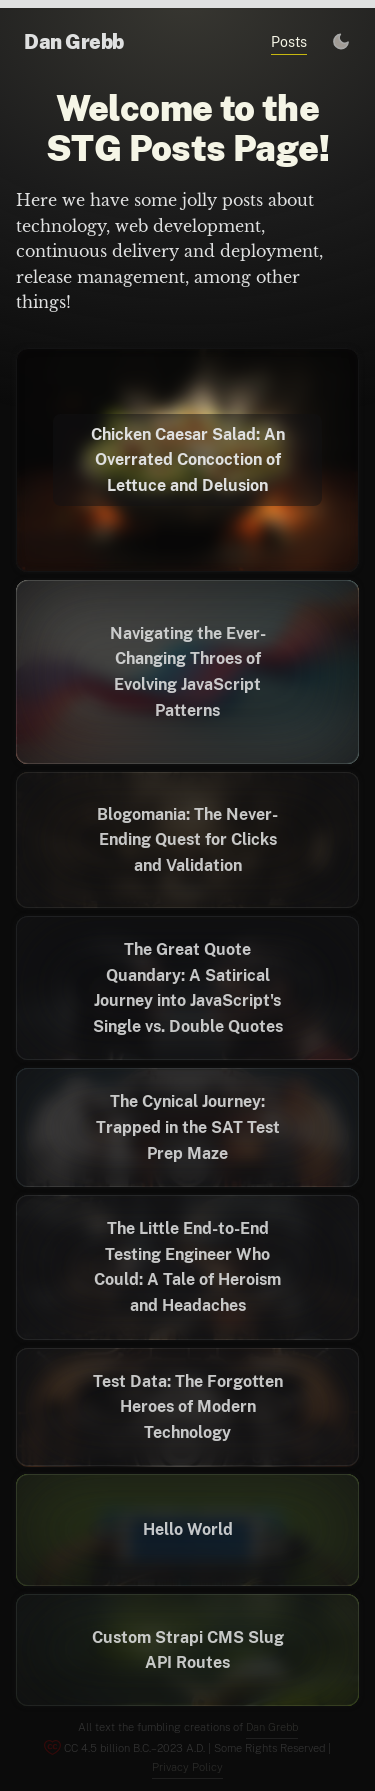 Dan Grebb
Posts
Welcome to the
STG Posts Page!
Here we have some jolly posts about
technology, web development,
continuous delivery and deployment,
release management, among other
things!
Chicken Caesar Salad: An
Overrated Concoction of
Lettuce and Delusion
Navigating the Ever-
Changing Throes of
Evolving JavaScript
Patterns
Blogomania: The Never-
Ending Quest for Clicks
and Validation
The Great Quote
Quandary: A Satirical
Journey into JavaScript's
Single vs. Double Quotes
The Cynical Journey:
Trapped in the SAT Test
Prep Maze
The Little End-to-End
Testing Engineer Who
Could: A Tale of Heroism
and Headaches
Test Data: The Forgotten
Heroes of Modern
Technology
Hello World
Custom Strapi CMS Slug
API Routes
All text the fumbling creations of Dan Grebb
CC 4.5 billion B.C.–2023 A.D. | Some Rights Reserved |
Privacy Policy